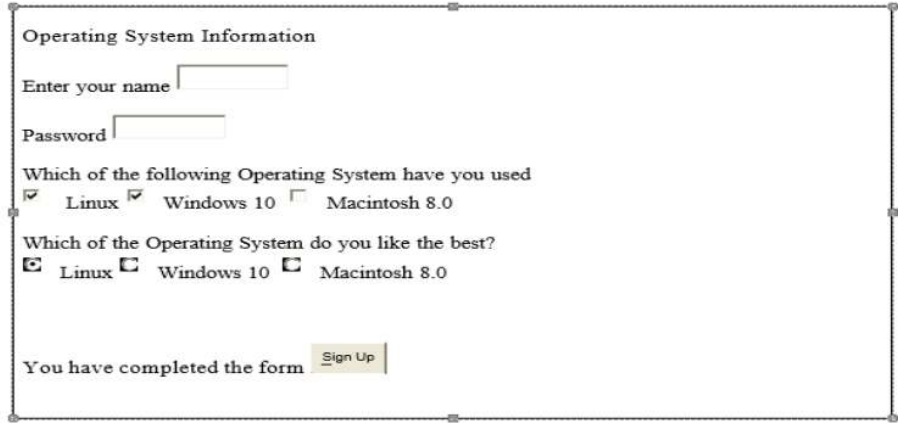 Operating System Information
Enter your name
Password
Which of the following Operating System have you used
Linux Windows 10 Macintosh 8.0
Which of the Operating System do you like the best?
Linux Windows 10 Macintosh 8.0
You have completed the form Sign Up